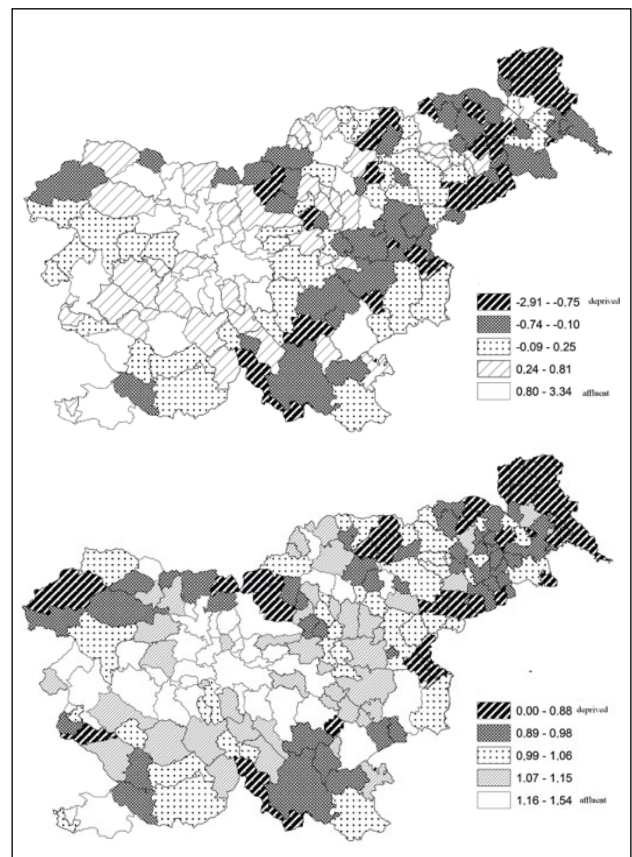 -2.91 - -0.75 deprived
-0.74 - -0.10
-0.09 - 0.25
0.24 - 0.81
0.80 - 3.34 affluent
0.00 - 0.88 deprived
0.89 - 0.98
0.99 - 1.06
1.07 - 1.15
1.16 - 1.54 affluent